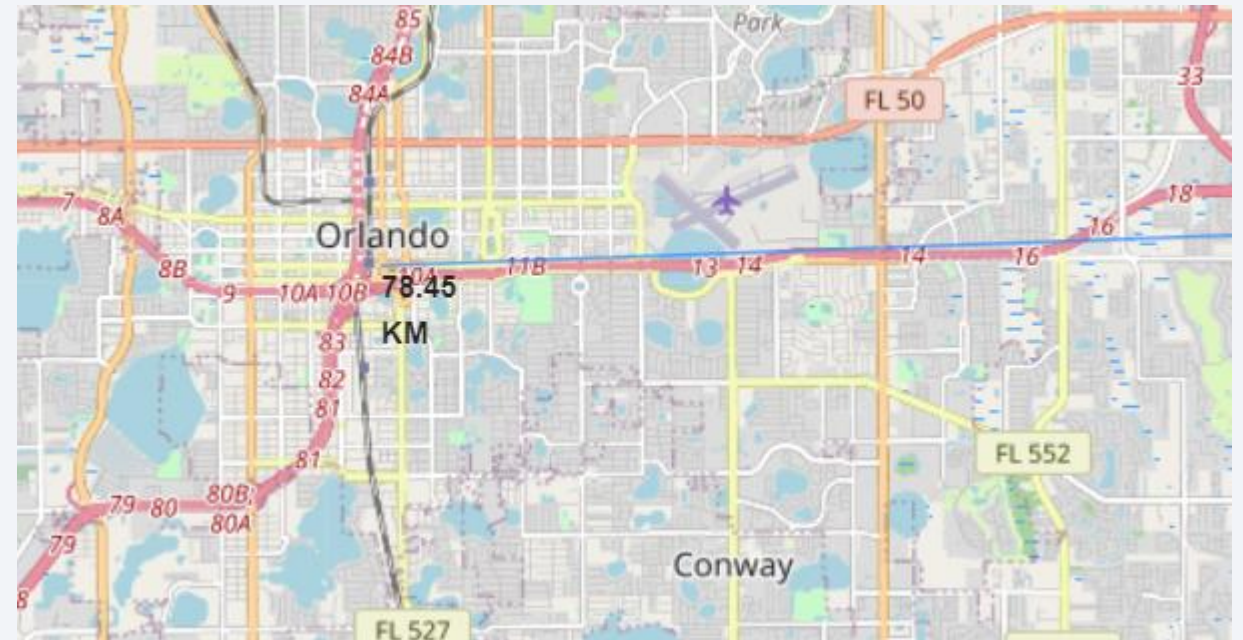 85
Park
84B
33
84A
FL 50
7
8A
18
16
Orlando
8B
10A
11B
13
14
14
16
9
10A
10B
78.45
KM
83
82
81
81
FL 552
79
80
80B
80A
79
8
Conway
FL 527